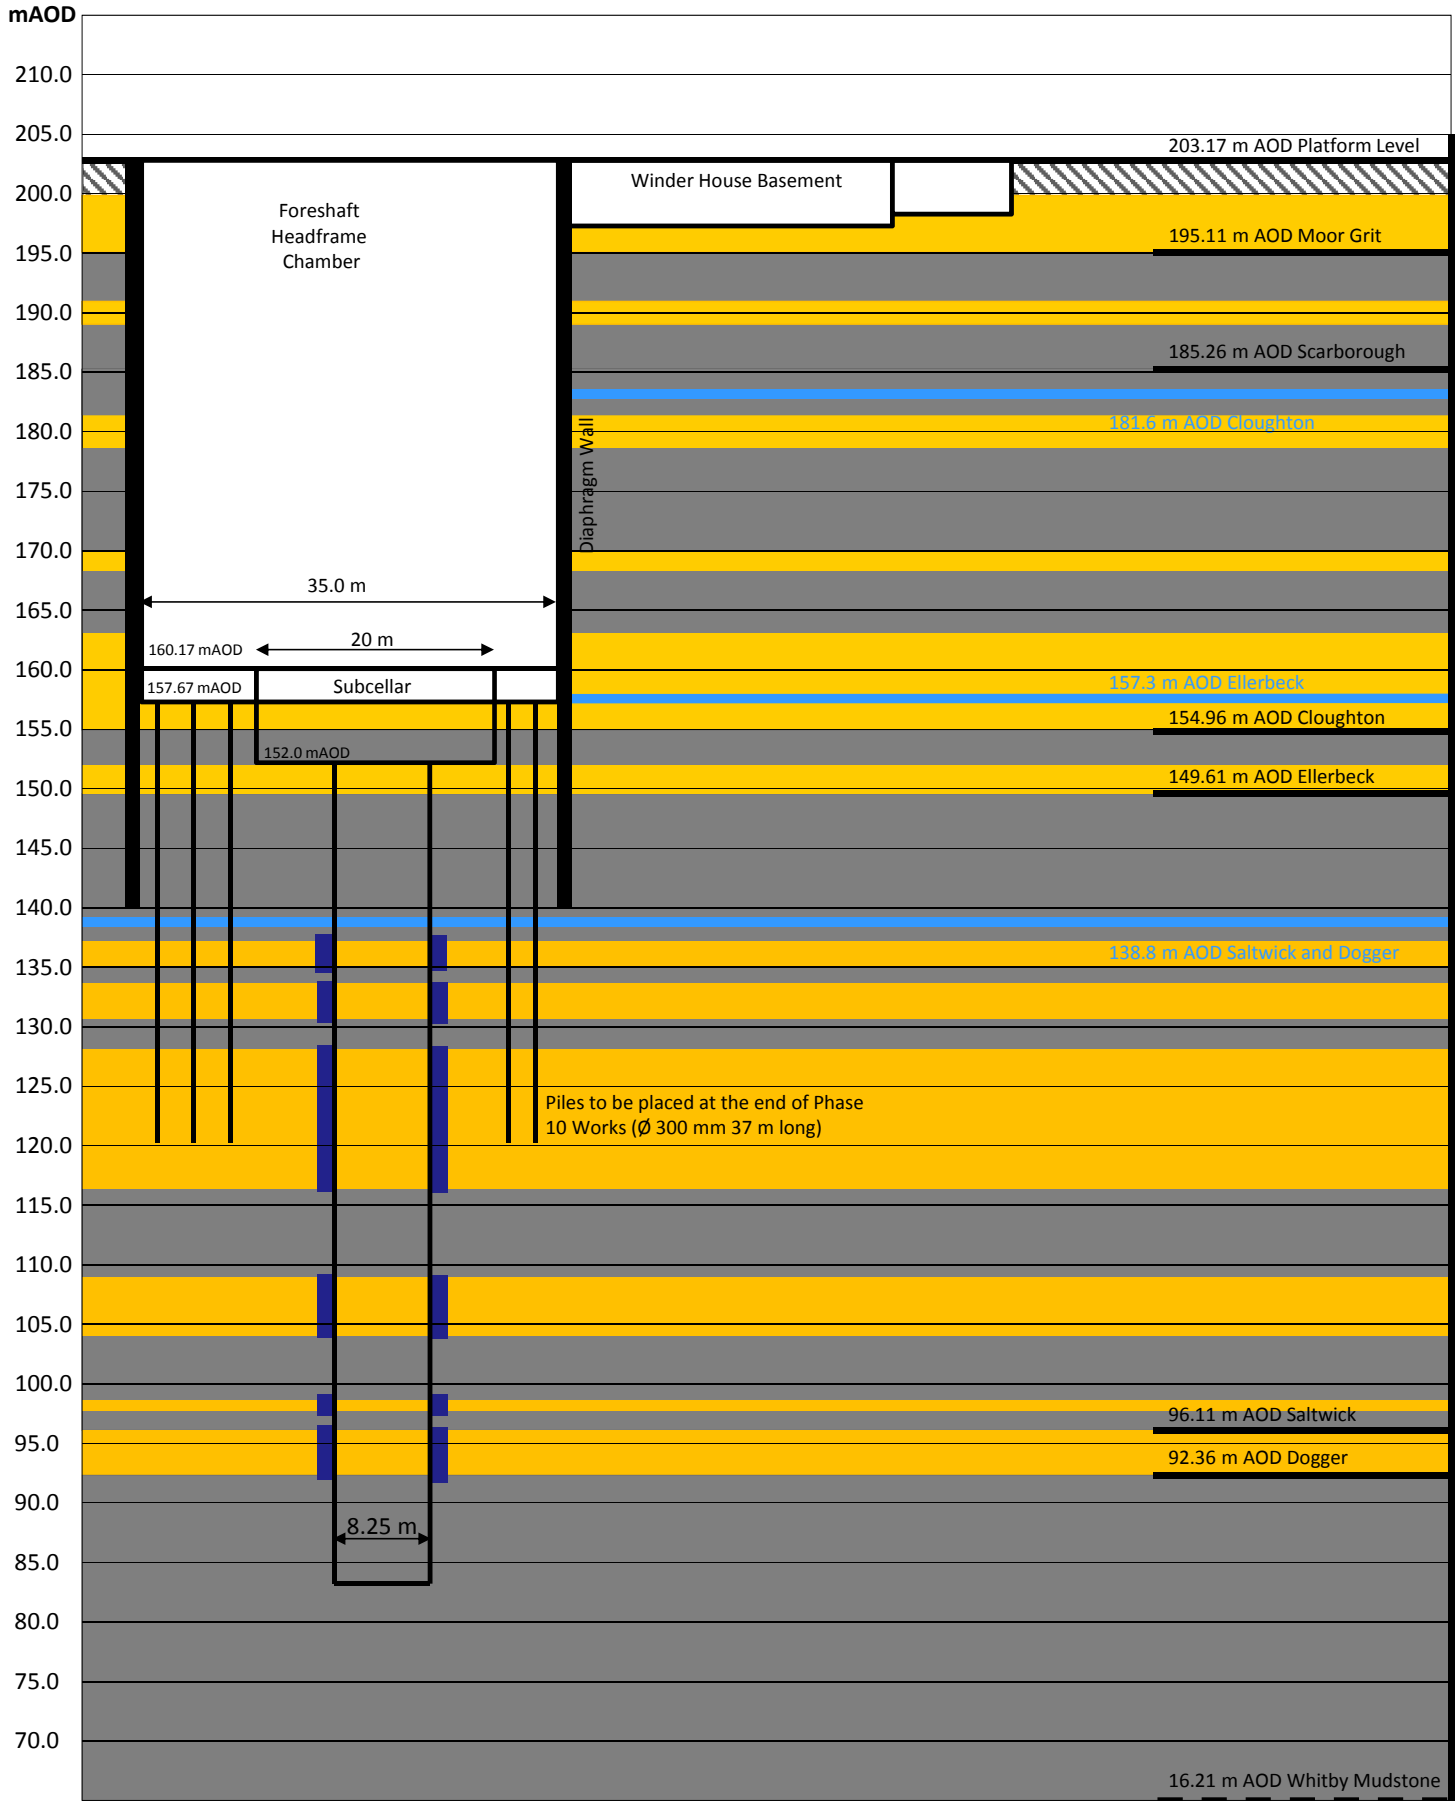 mAOD
210.0
205.0
203.17 m AOD Platform Level
200.0
Winder House Basement
Foreshaft
Headframe
Chamber
195.11 m AOD Moor Grit
195.0
190.0
185.26 m AOD Scarborough
185.0
181.6 m AOD Cloughton
180.0
Diaphragm Wall
175.0
170.0
35.0 m
165.0
20 m
160.17 mAOD
160.0
157.67 mAOD
Subcellar
157.3 m AOD Ellerbeck
154.96 m AOD Cloughton
155.0
152.0 mAOD
149.61 m AOD Ellerbeck
150.0
145.0
140.0
138.8 m AOD Saltwick and Dogger
135.0
130.0
125.0
Piles to be placed at the end of Phase
10 Works (Ø 300 mm 37 m long)
120.0
115.0
110.0
105.0
100.0
96.11 m AOD Saltwick
95.0
92.36 m AOD Dogger
90.0
8.25 m
85.0
80.0
75.0
70.0
16.21 m AOD Whitby Mudstone